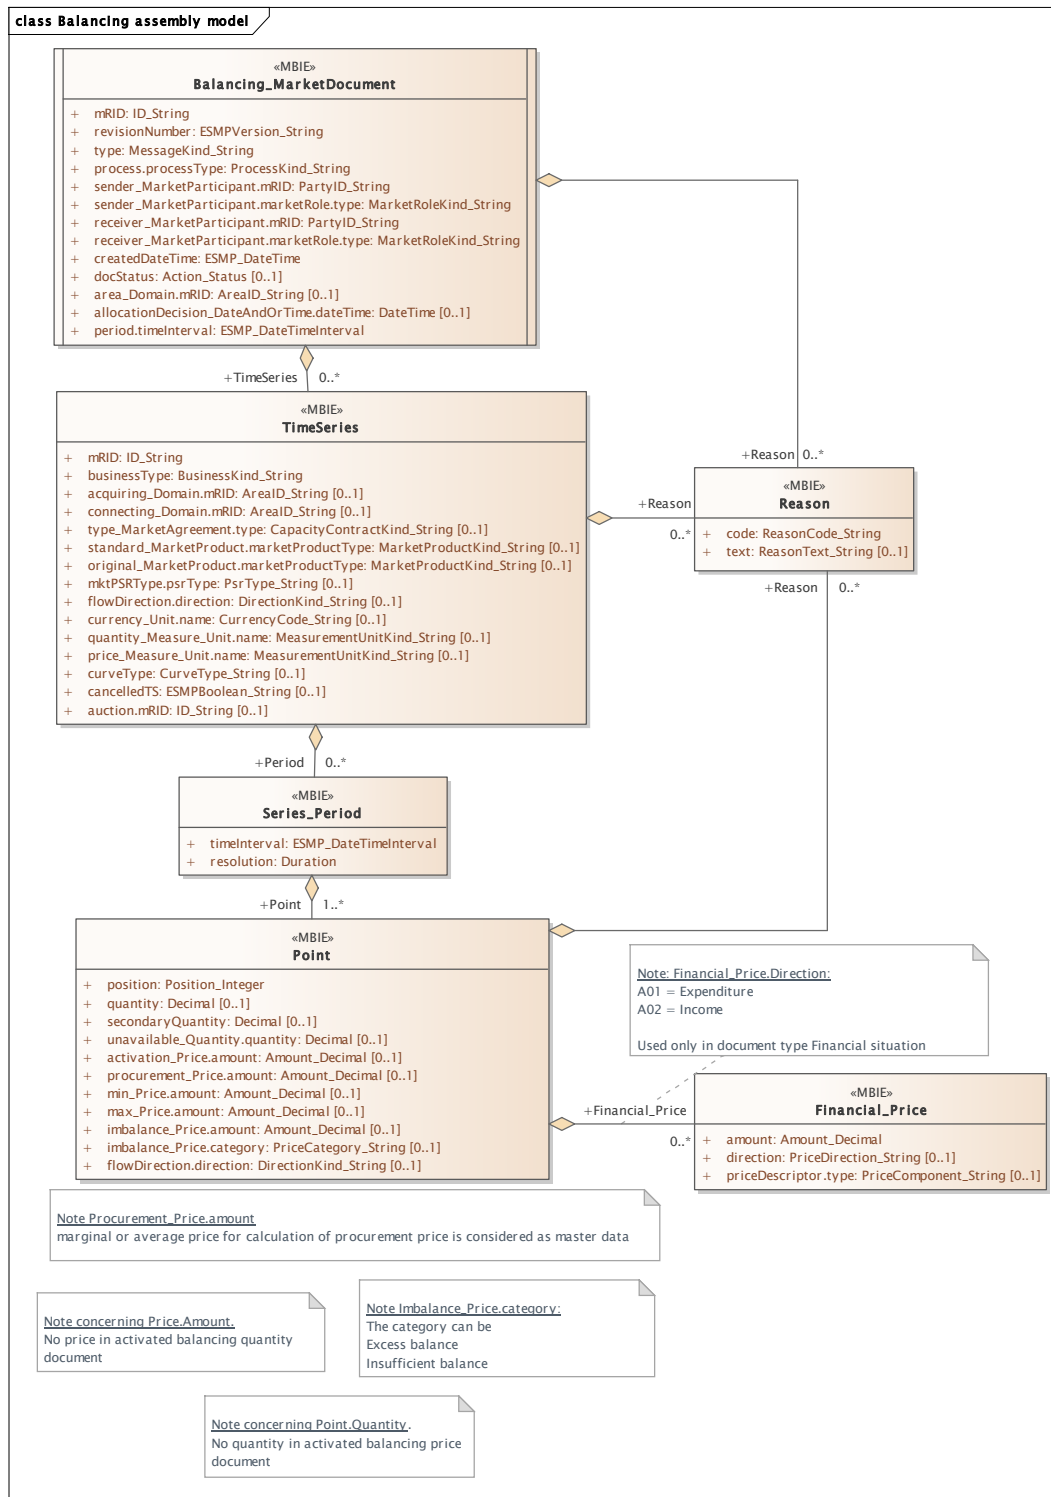 class Balancing assembly model
«MBIE»
Balancing_MarketDocument
+ mRID: ID_String
+ revisionNumber: ESMPVersion_String
+ type: MessageKind_String
+ process.processType: ProcessKind_String
+ sender_MarketParticipant.mRID: PartyID_String
+ sender_MarketParticipant.marketRole.type: MarketRoleKind_String
+ receiver_MarketParticipant.mRID: PartyID_String
+ receiver_MarketParticipant.marketRole.type: MarketRoleKind_String
+ createdDateTime: ESMP_DateTime
+ docStatus: Action_Status [0..1]
+ area_Domain.mRID: AreaID_String [0..1]
+ allocationDecision_DateAndOrTime.dateTime: DateTime [0..1]
+ period.timeInterval: ESMP_DateTimeInterval
+TimeSeries 0..*
«MBIE»
TimeSeries
+ mRID: ID_String
+ businessType: BusinessKind_String
+ acquiring_Domain.mRID: AreaID_String [0..1]
+ connecting_Domain.mRID: AreaID_String [0..1]
+ type_MarketAgreement.type: CapacityContractKind_String [0..1]
+ standard_MarketProduct.marketProductType: MarketProductKind_String [0..1]
+ original_MarketProduct.marketProductType: MarketProductKind_String [0..1]
+ mktPSRType.psrType: PsrType_String [0..1]
+ flowDirection.direction: DirectionKind_String [0..1]
+ currency_Unit.name: CurrencyCode_String [0..1]
+ quantity_Measure_Unit.name: MeasurementUnitKind_String [0..1]
+ price_Measure_Unit.name: MeasurementUnitKind_String [0..1]
+ curveType: CurveType_String [0..1]
+ cancelledTS: ESMPBoolean_String [0..1]
+ auction.mRID: ID_String [0..1]
+Reason 0..*
+Reason
0..*
«MBIE»
Reason
+ code: ReasonCode_String
+ text: ReasonText_String [0..1]
+Reason 0..*
+Period 0..*
«MBIE»
Series_Period
+ timeInterval: ESMP_DateTimeInterval
+ resolution: Duration
+Point 1..*
«MBIE»
Point
+ position: Position_Integer
+ quantity: Decimal [0..1]
+ secondaryQuantity: Decimal [0..1]
+ unavailable_Quantity.quantity: Decimal [0..1]
+ activation_Price.amount: Amount_Decimal [0..1]
+ procurement_Price.amount: Amount_Decimal [0..1]
+ min_Price.amount: Amount_Decimal [0..1]
+ max_Price.amount: Amount_Decimal [0..1]
+ imbalance_Price.amount: Amount_Decimal [0..1]
+ imbalance_Price.category: PriceCategory_String [0..1]
+ flowDirection.direction: DirectionKind_String [0..1]
Note: Financial_Price.Direction:
A01 = Expenditure
A02 = Income
Used only in document type Financial situation
+Financial_Price
0..*
«MBIE»
Financial_Price
+ amount: Amount_Decimal
+ direction: PriceDirection_String [0..1]
+ priceDescriptor.type: PriceComponent_String [0..1]
Note Procurement_Price.amount
marginal or average price for calculation of procurement price is considered as master data
Note concerning Price.Amount.
No price in activated balancing quantity
document
Note Imbalance_Price.category:
The category can be
Excess balance
Insufficient balance
Note concerning Point.Quantity.
No quantity in activated balancing price
document